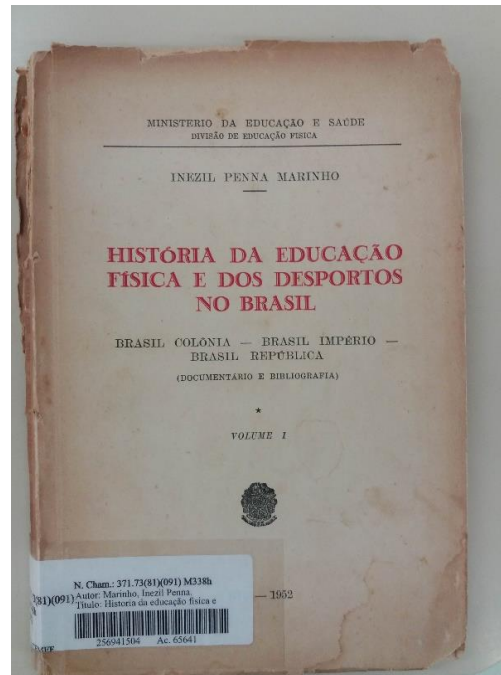 MINISTERIO DA EDUCAÇÃO E SAÚDE
DIVISÃO DE EDUCAÇÃO FISICA
INEZIL PENNA MARINHO
HISTÓRIA DA EDUCAÇÃO
FÍSICA E DOS DESPORTOS
NO BRASIL
BRASIL COLÔNIA — BRASIL IMPÉRIO —
BRASIL REPÚBLICA
(DOCUMENTÁRIO E BIBLIOGRAFIA)
*
VOLUME I
— 1952
N. Cham.: 371.73(81)(091) M338h
Autor: Marinho, Inezil Penna.
Título: Historia da educação física e
256941504 Ac. 65641
(81)(091)